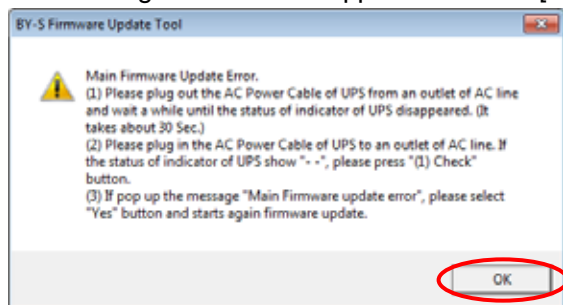 BY-S Firmware Update Tool
Main Firmware Update Error.
(1) Please plug out the AC Power Cable of UPS from an outlet of AC line
and wait a while until the status of indicator of UPS disappeared. (It
takes about 30 Sec.)
(2) Please plug in the AC Power Cable of UPS to an outlet of AC line. If
the status of indicator of UPS show "- -", please press "(1) Check"
button.
(3) If pop up the message "Main Firmware update error", please select
"Yes" button and starts again firmware update.
OK